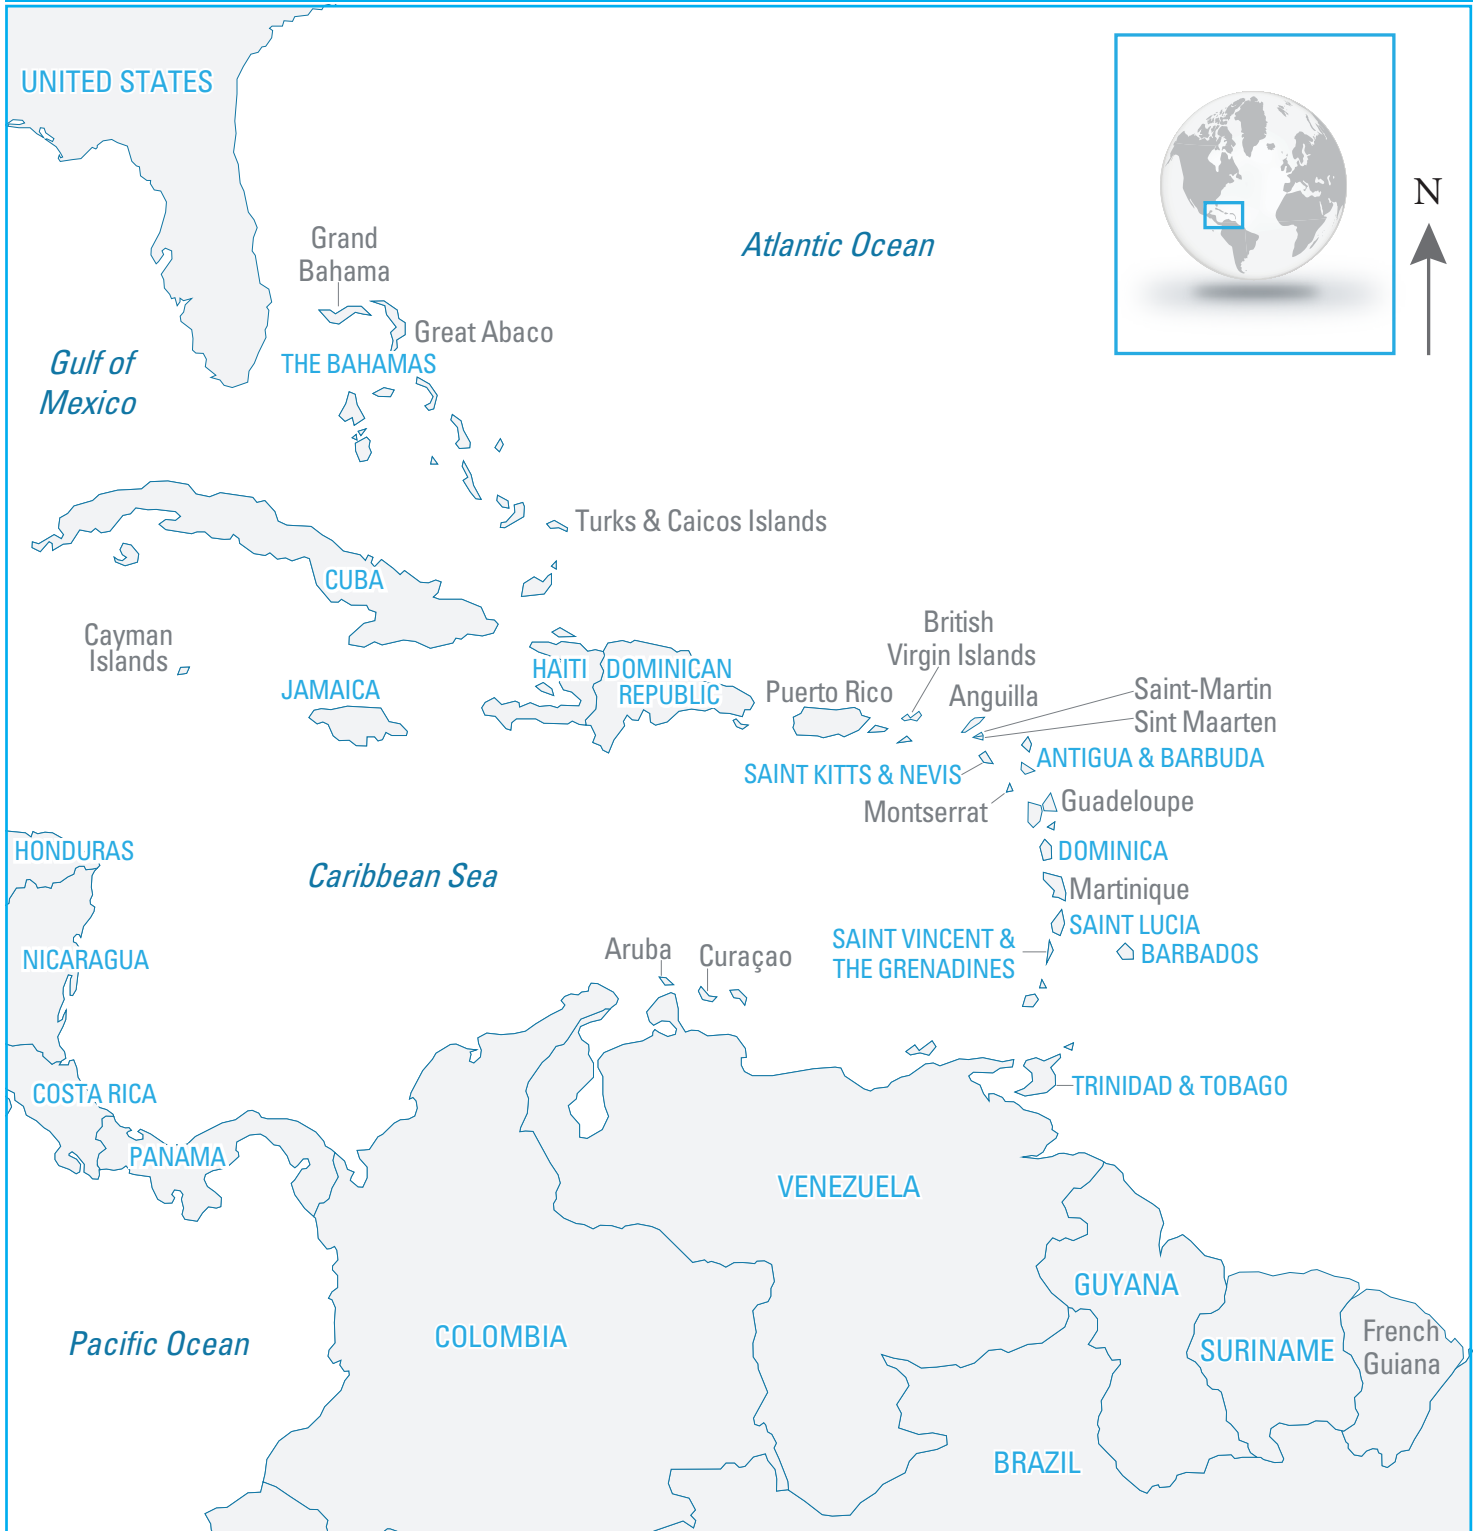 UNITED STATES
N
Grand
Bahama
Atlantic Ocean
Great Abaco
Gulf of
Mexico
THE BAHAMAS
Turks & Caicos Islands
CUBA
Cayman
Islands
British
Virgin Islands
HAITI
DOMINICAN
REPUBLIC
JAMAICA
Puerto Rico
Anguilla
Saint-Martin
Sint Maarten
SAINT KITTS & NEVIS
ANTIGUA & BARBUDA
Montserrat
Guadeloupe
HONDURAS
Caribbean Sea
DOMINICA
Martinique
SAINT LUCIA
SAINT VINCENT &
THE GRENADINES
BARBADOS
NICARAGUA
Aruba
Curaçao
COSTA RICA
TRINIDAD & TOBAGO
PANAMA
VENEZUELA
GUYANA
Pacific Ocean
COLOMBIA
SURINAME
French
Guiana
BRAZIL